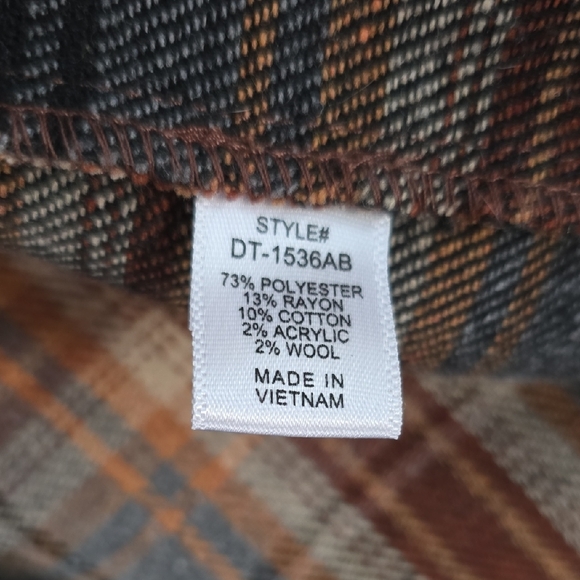 STYLE#
DT-1536AB
73% POLYESTER
13% RAYON
10% COTTON
2% ACRYLIC
2% WOOL
MADE IN
VIETNAM